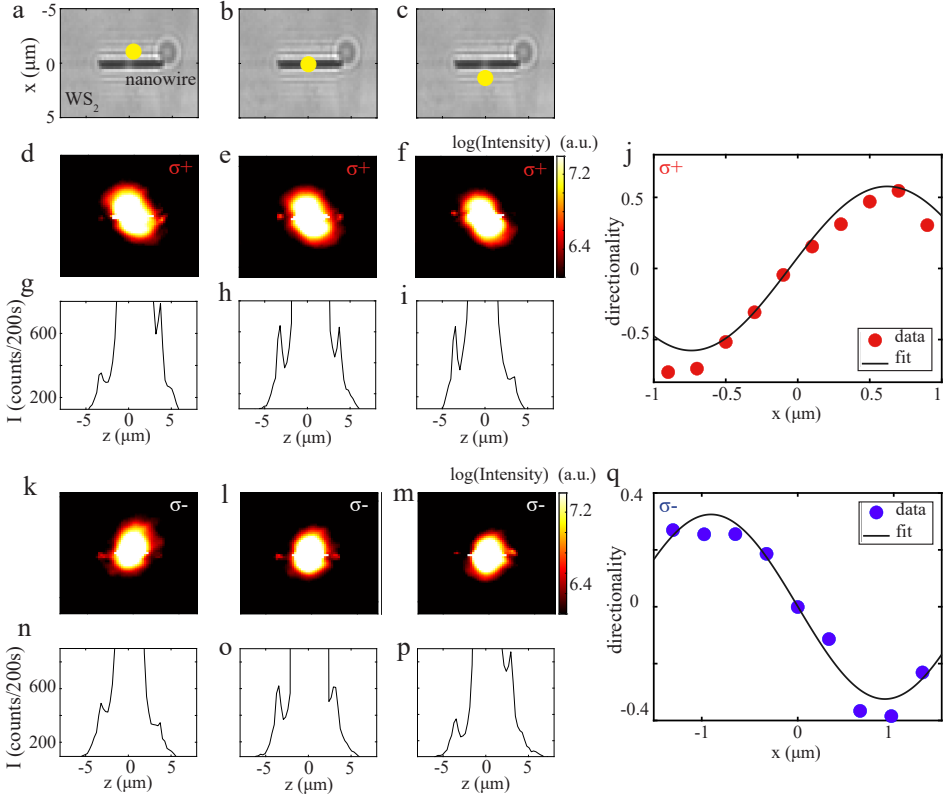 a
b
c
-5
0
5
x (μm)
WS2
nanowire
log(Intensity) (a.u.)
d
e
f
σ+
σ+
σ+
7.2
6.4
g
h
i
I (counts/200s)
600
200
-5 0 5
z (μm)
-5 0 5
z (μm)
-5 0 5
z (μm)
j
σ+
directionality
0.5
0
-0.5
data
fit
-1 -0.5 0 0.5 1
x (μm)
log(Intensity) (a.u.)
k
l
m
σ-
σ-
σ-
7.2
6.4
n
o
p
I (counts/200s)
600
200
-5 0 5
z (μm)
-5 0 5
z (μm)
-5 0 5
z (μm)
q
σ-
directionality
0.4
0
-0.4
data
fit
-1 0 1
x (μm)